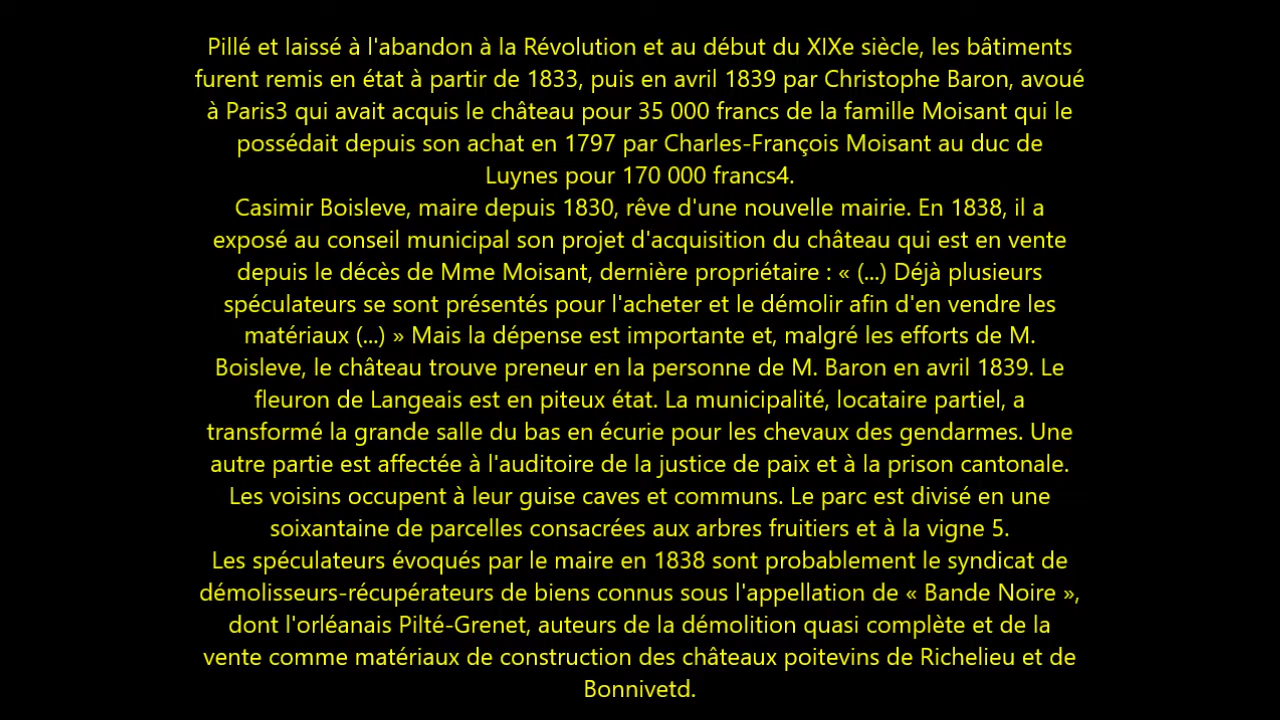 Pillé et laissé à l'abandon à la Révolution et au début du XIXe siècle, les bâtiments
furent remis en état à partir de 1833, puis en avril 1839 par Christophe Baron, avoué
à Paris3 qui avait acquis le château pour 35 000 francs de la famille Moisant qui le
possédait depuis son achat en 1797 par Charles-François Moisant au duc de
Luynes pour 170 000 francs4.
Casimir Boisleve, maire depuis 1830, rêve d'une nouvelle mairie. En 1838, il a
exposé au conseil municipal son projet d'acquisition du château qui est en vente
depuis le décès de Mme Moisant, dernière propriétaire : « (...) Déjà plusieurs
spéculateurs se sont présentés pour l'acheter et le démolir afin d'en vendre les
matériaux (...) » Mais la dépense est importante et, malgré les efforts de M.
Boisleve, le château trouve preneur en la personne de M. Baron en avril 1839. Le
fleuron de Langeais est en piteux état. La municipalité, locataire partiel, a
transformé la grande salle du bas en écurie pour les chevaux des gendarmes. Une
autre partie est affectée à l'auditoire de la justice de paix et à la prison cantonale.
Les voisins occupent à leur guise caves et communs. Le parc est divisé en une
soixantaine de parcelles consacrées aux arbres fruitiers et à la vigne 5.
Les spéculateurs évoqués par le maire en 1838 sont probablement le syndicat de
démolisseurs-récupérateurs de biens connus sous l'appellation de « Bande Noire »,
dont l'orléanais Pilté-Grenet, auteurs de la démolition quasi complète et de la
vente comme matériaux de construction des châteaux poitevins de Richelieu et de
Bonnivetd.